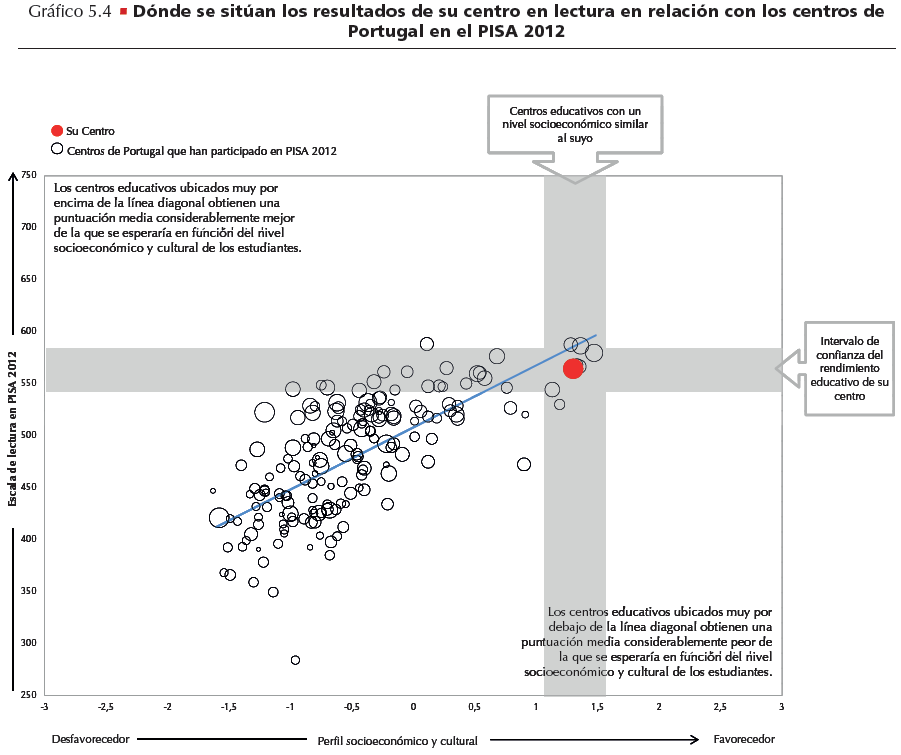 Gráfico 5.4 ▪ Dónde se sitúan los resultados de su centro en lectura en relación con los centros de
Portugal en el PISA 2012
Centros educativos con un
nivel socioeconómico similar
al suyo
Su Centro
Centros de Portugal que han participado en PISA 2012
Los centros educativos ubicados muy por
encima de la línea diagonal obtienen una
puntuación media considerablemente mejor
de la que se esperaría en función del nivel
socioeconómico y cultural de los estudiantes.
Escala de lectura en PISA 2012
750
700
650
600
550
500
450
400
350
300
250
Intervalo de
confianza del
rendimiento
educativo de su
centro
Los centros educativos ubicados muy por
debajo de la línea diagonal obtienen una
puntuación media considerablemente peor de
la que se esperaría en función del nivel
socioeconómico y cultural de los estudiantes.
-3 -2 -1,5 -1 -0,5 0 0,5 1 1,5 2 3
Desfavorecedor Perfil socioeconómico y cultural Favorecedor